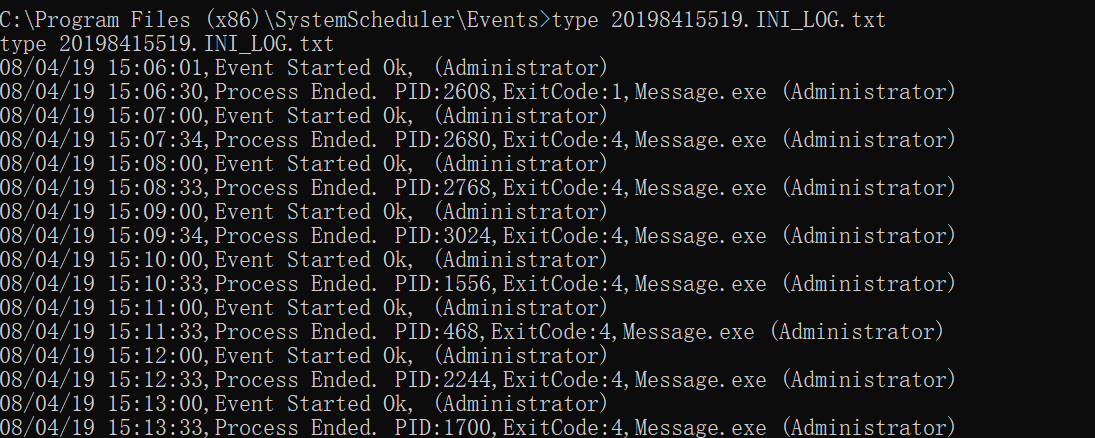 C:\Program Files (x86)\SystemScheduler\Events>type 20198415519.INI_LOG.txt
type 20198415519.INI_LOG.txt
08/04/19 15:06:01,Event Started Ok, (Administrator)
08/04/19 15:06:30,Process Ended. PID:2608,ExitCode:1,Message.exe (Administrator)
08/04/19 15:07:00,Event Started Ok, (Administrator)
08/04/19 15:07:34,Process Ended. PID:2680,ExitCode:4,Message.exe (Administrator)
08/04/19 15:08:00,Event Started Ok, (Administrator)
08/04/19 15:08:33,Process Ended. PID:2768,ExitCode:4,Message.exe (Administrator)
08/04/19 15:09:00,Event Started Ok, (Administrator)
08/04/19 15:09:34,Process Ended. PID:3024,ExitCode:4,Message.exe (Administrator)
08/04/19 15:10:00,Event Started Ok, (Administrator)
08/04/19 15:10:33,Process Ended. PID:1556,ExitCode:4,Message.exe (Administrator)
08/04/19 15:11:00,Event Started Ok, (Administrator)
08/04/19 15:11:33,Process Ended. PID:468,ExitCode:4,Message.exe (Administrator)
08/04/19 15:12:00,Event Started Ok, (Administrator)
08/04/19 15:12:33,Process Ended. PID:2244,ExitCode:4,Message.exe (Administrator)
08/04/19 15:13:00,Event Started Ok, (Administrator)
08/04/19 15:13:33,Process Ended. PID:1700,ExitCode:4,Message.exe (Administrator)